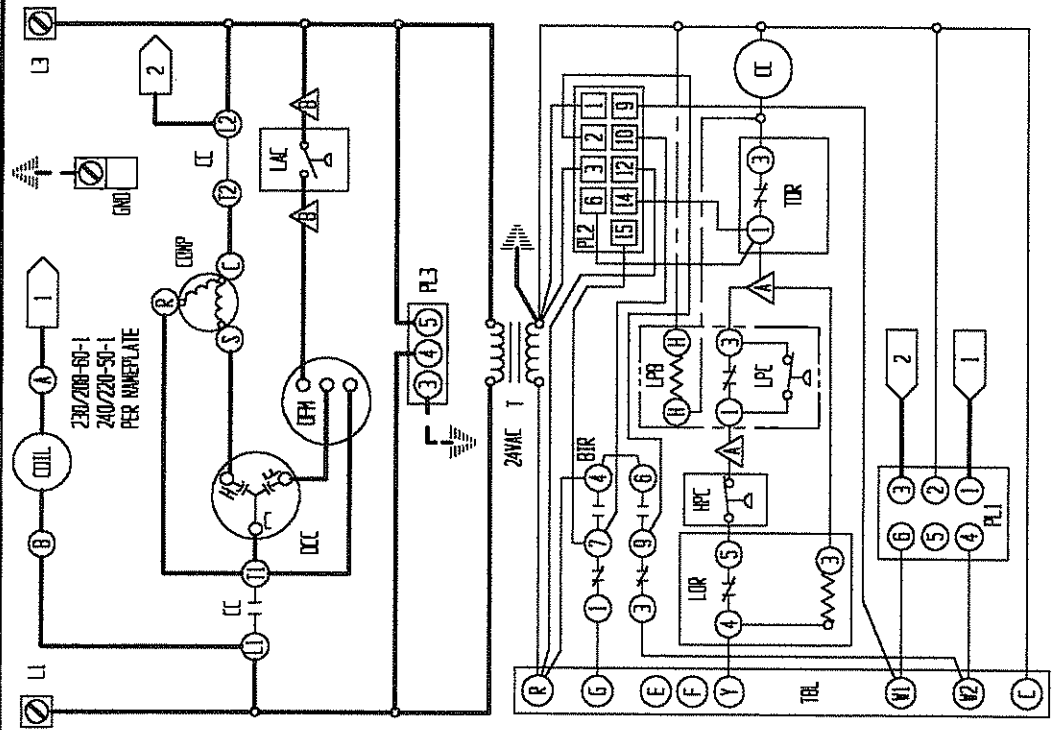 L3
2
L2
CC
T2
GND
B
LAC
B
COMP
R
C
S
1
A
230/208-60-1
240/220-50-1
PER NAMEPLATE
COIL
B
OFM
H
F
C
DCC
T1
CC
L1
L1
PL3
3
4
5
24VAC
T
CC
PL2
1
2
3
6
9
10
12
14
15
TDR
3
1
A
LPB
H
H
LPC
3
1
A
BIR
4
6
7
9
1
3
HPC
LOR
5
4
3
2
1
PL1
3
2
1
6
5
4
R
G
E
F
Y
TBL
W1
W2
C